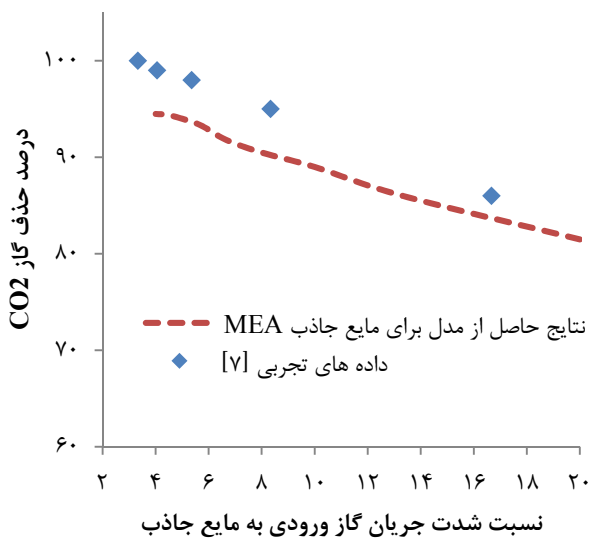 ۱۰۰
۹۰
۸۰
۷۰
۶۰
درصد حذف گاز CO2
نتایج حاصل از مدل برای مایع جاذب MEA
داده های تجربی [۷]
۲ ۴ ۶ ۸ ۱۰ ۱۲ ۱۴ ۱۶ ۱۸ ۲۰
نسبت شدت جریان گاز ورودی به مایع جاذب